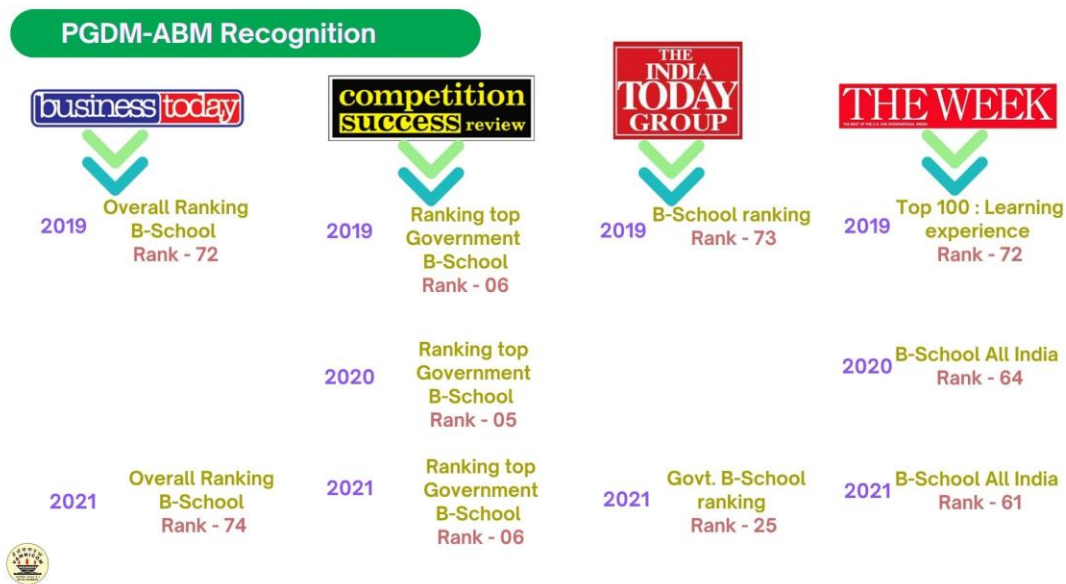 PGDM-ABM Recognition
business today
competition
success review
THE
INDIA
TODAY
GROUP
THE WEEK
2019
Overall Ranking
B-School
Rank - 72
2019
Ranking top
Government
B-School
Rank - 06
2019
B-School ranking
Rank - 73
2019
Top 100 : Learning
experience
Rank - 72
2020
Ranking top
Government
B-School
Rank - 05
2020
B-School All India
Rank - 64
2021
Overall Ranking
B-School
Rank - 74
2021
Ranking top
Government
B-School
Rank - 06
2021
Govt. B-School
ranking
Rank - 25
2021
B-School All India
Rank - 61
VAMNICOM